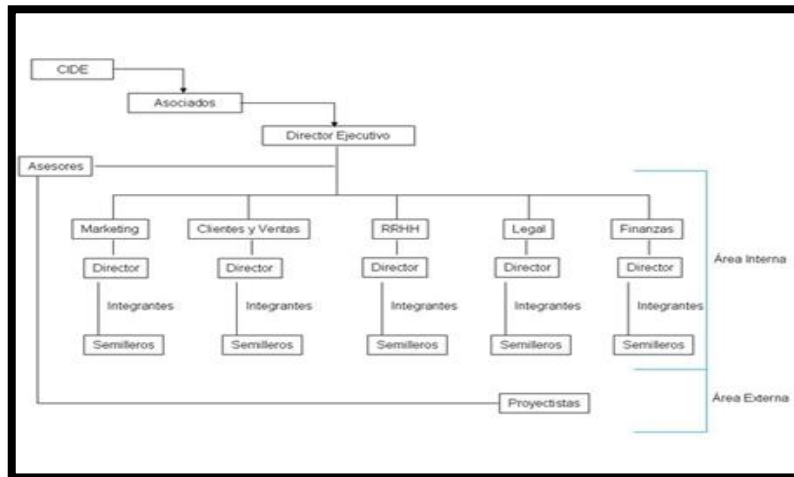 CIDE
Asociados
Director Ejecutivo
Asesores
Marketing
Clientes y Ventas
RRHH
Legal
Finanzas
Área Interna
Director
Director
Director
Director
Director
Integrantes
Integrantes
Integrantes
Integrantes
Integrantes
Semilleros
Semilleros
Semilleros
Semilleros
Semilleros
Área Externa
Proyectistas